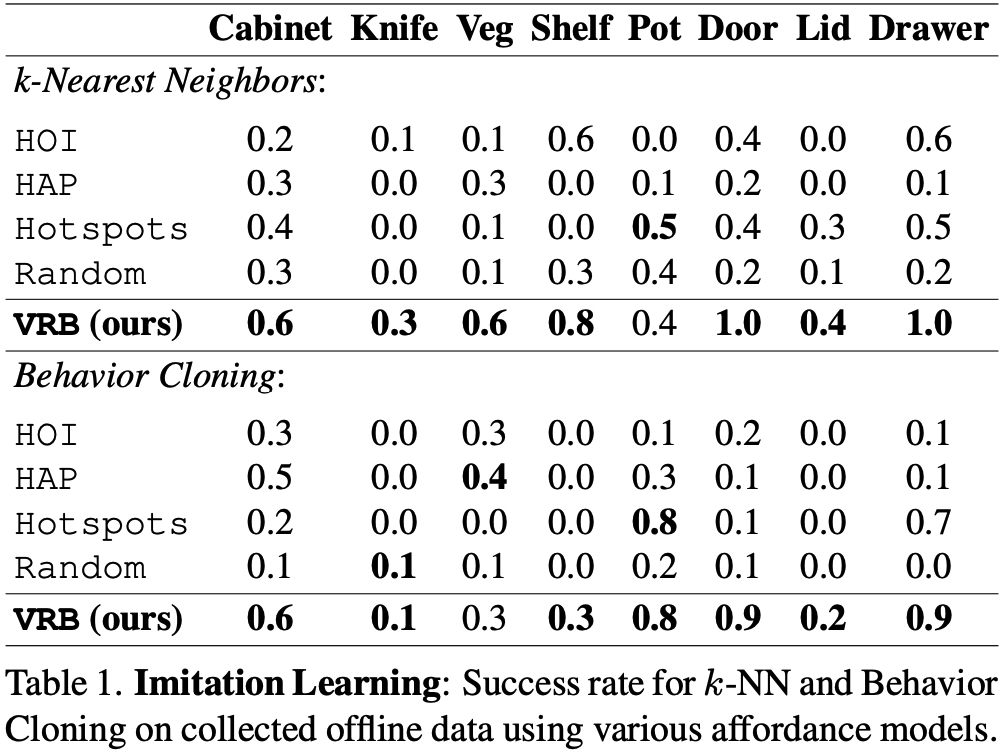 Cabinet Knife Veg Shelf Pot Door Lid Drawer
k-Nearest Neighbors:
HOI 0.2 0.1 0.1 0.6 0.0 0.4 0.0 0.6
HAP 0.3 0.0 0.3 0.0 0.1 0.2 0.0 0.1
Hotspots 0.4 0.0 0.1 0.0 0.5 0.4 0.3 0.5
Random 0.3 0.0 0.1 0.3 0.4 0.2 0.1 0.2
VRB (ours) 0.6 0.3 0.6 0.8 0.4 1.0 0.4 1.0
Behavior Cloning:
HOI 0.3 0.0 0.3 0.0 0.1 0.2 0.0 0.1
HAP 0.5 0.0 0.4 0.0 0.3 0.1 0.0 0.1
Hotspots 0.2 0.0 0.0 0.0 0.8 0.1 0.0 0.7
Random 0.1 0.1 0.1 0.0 0.2 0.1 0.0 0.0
VRB (ours) 0.6 0.1 0.3 0.3 0.8 0.9 0.2 0.9
Table 1. Imitation Learning: Success rate for k-NN and Behavior
Cloning on collected offline data using various affordance models.